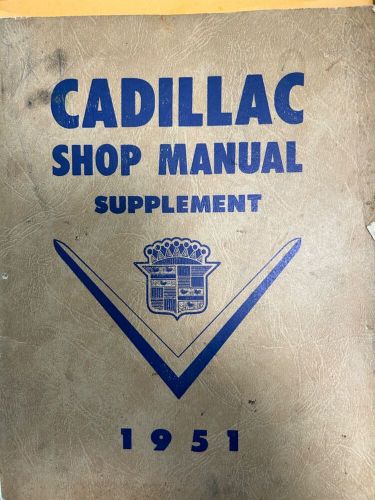 CADILLAC
SHOP MANUAL
SUPPLEMENT
1951